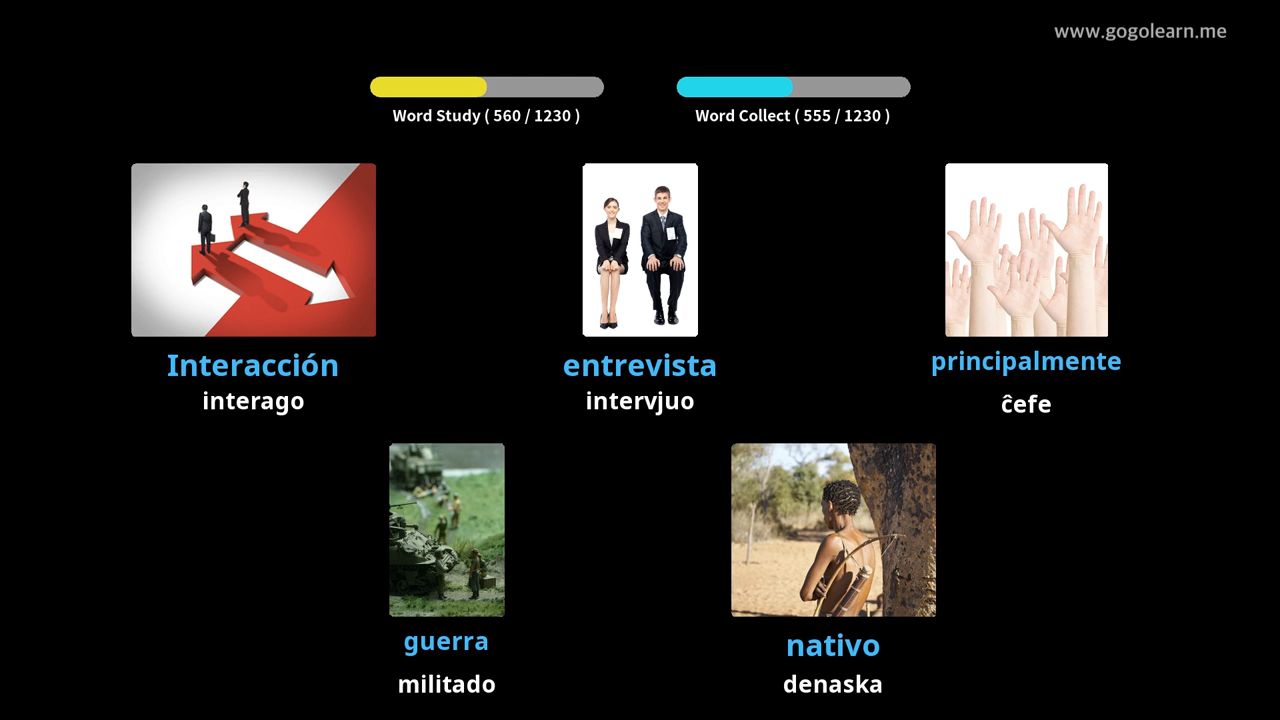 www.gogolearn.me
Word Study ( 560 / 1230 )
Word Collect ( 555 / 1230 )
Interacción
interago
entrevista
intervjuo
principalmente
ĉefe
guerra
militado
nativo
denaska